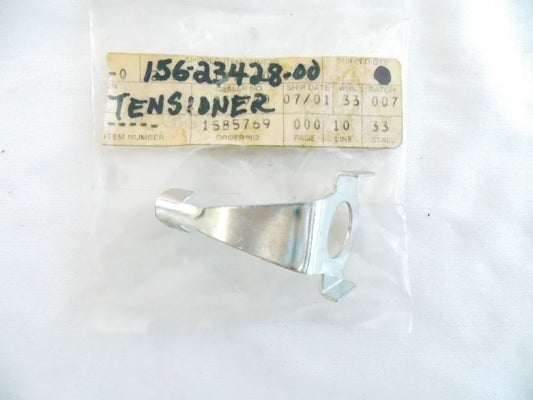 SHIPPED QTY.
-0 156-23428-00
DEALER NO. SHIP DATE WHS. BATCH
TENSIONER 07/01 33 007
----- 1585769 000 10 33
ITEM NUMBER ORDER NO. PAGE LINE STALL